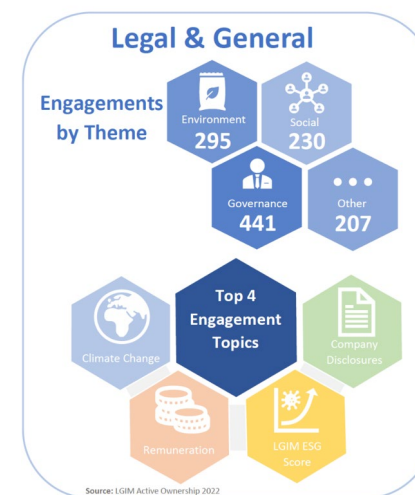 Legal & General
Engagements
by Theme
Environment
295
Social
230
Governance
441
Other
207
Top 4
Engagement
Topics
Climate Change
Company
Disclosures
Remuneration
LGIM ESG
Score
Source: LGIM Active Ownership 2022